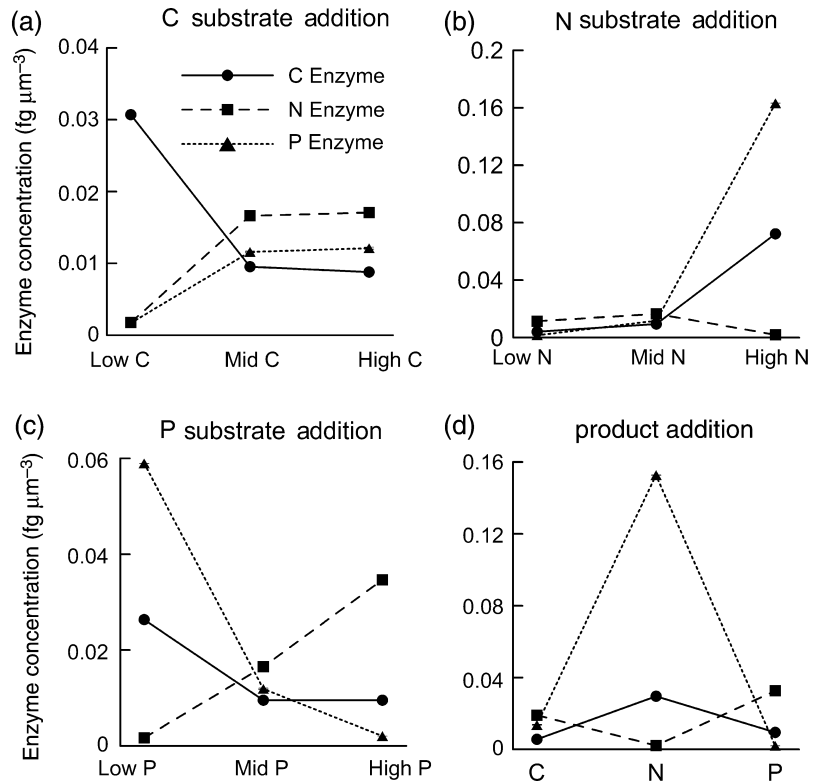 (a) C substrate addition
Enzyme concentration (fg μm⁻³)
0.04
0.03
0.02
0.01
0
C Enzyme
N Enzyme
P Enzyme
Low C Mid C High C
(b) N substrate addition
0.2
0.16
0.12
0.08
0.04
0
Low N Mid N High N
(c) P substrate addition
Enzyme concentration (fg μm⁻³)
0.06
0.04
0.02
0
Low P Mid P High P
(d) product addition
0.16
0.12
0.08
0.04
0
C N P